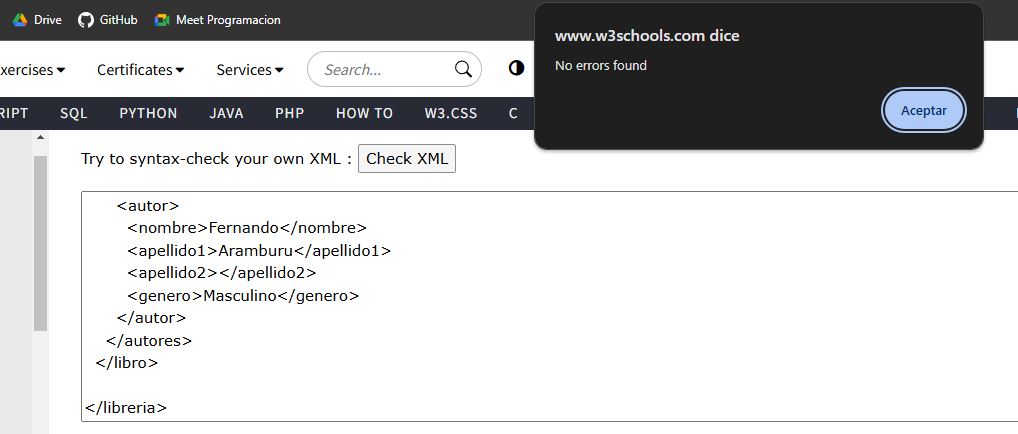 Drive GitHub Meet Programacion
www.w3schools.com dice
No errors found
Aceptar
xercises Certificates Services Search...
RIPT SQL PYTHON JAVA PHP HOW TO W3.CSS C
Try to syntax-check your own XML : Check XML
<autor>
<nombre>Fernando</nombre>
<apellido1>Aramburu</apellido1>
<apellido2></apellido2>
<genero>Masculino</genero>
</autor>
</autores>
</libro>
</libreria>